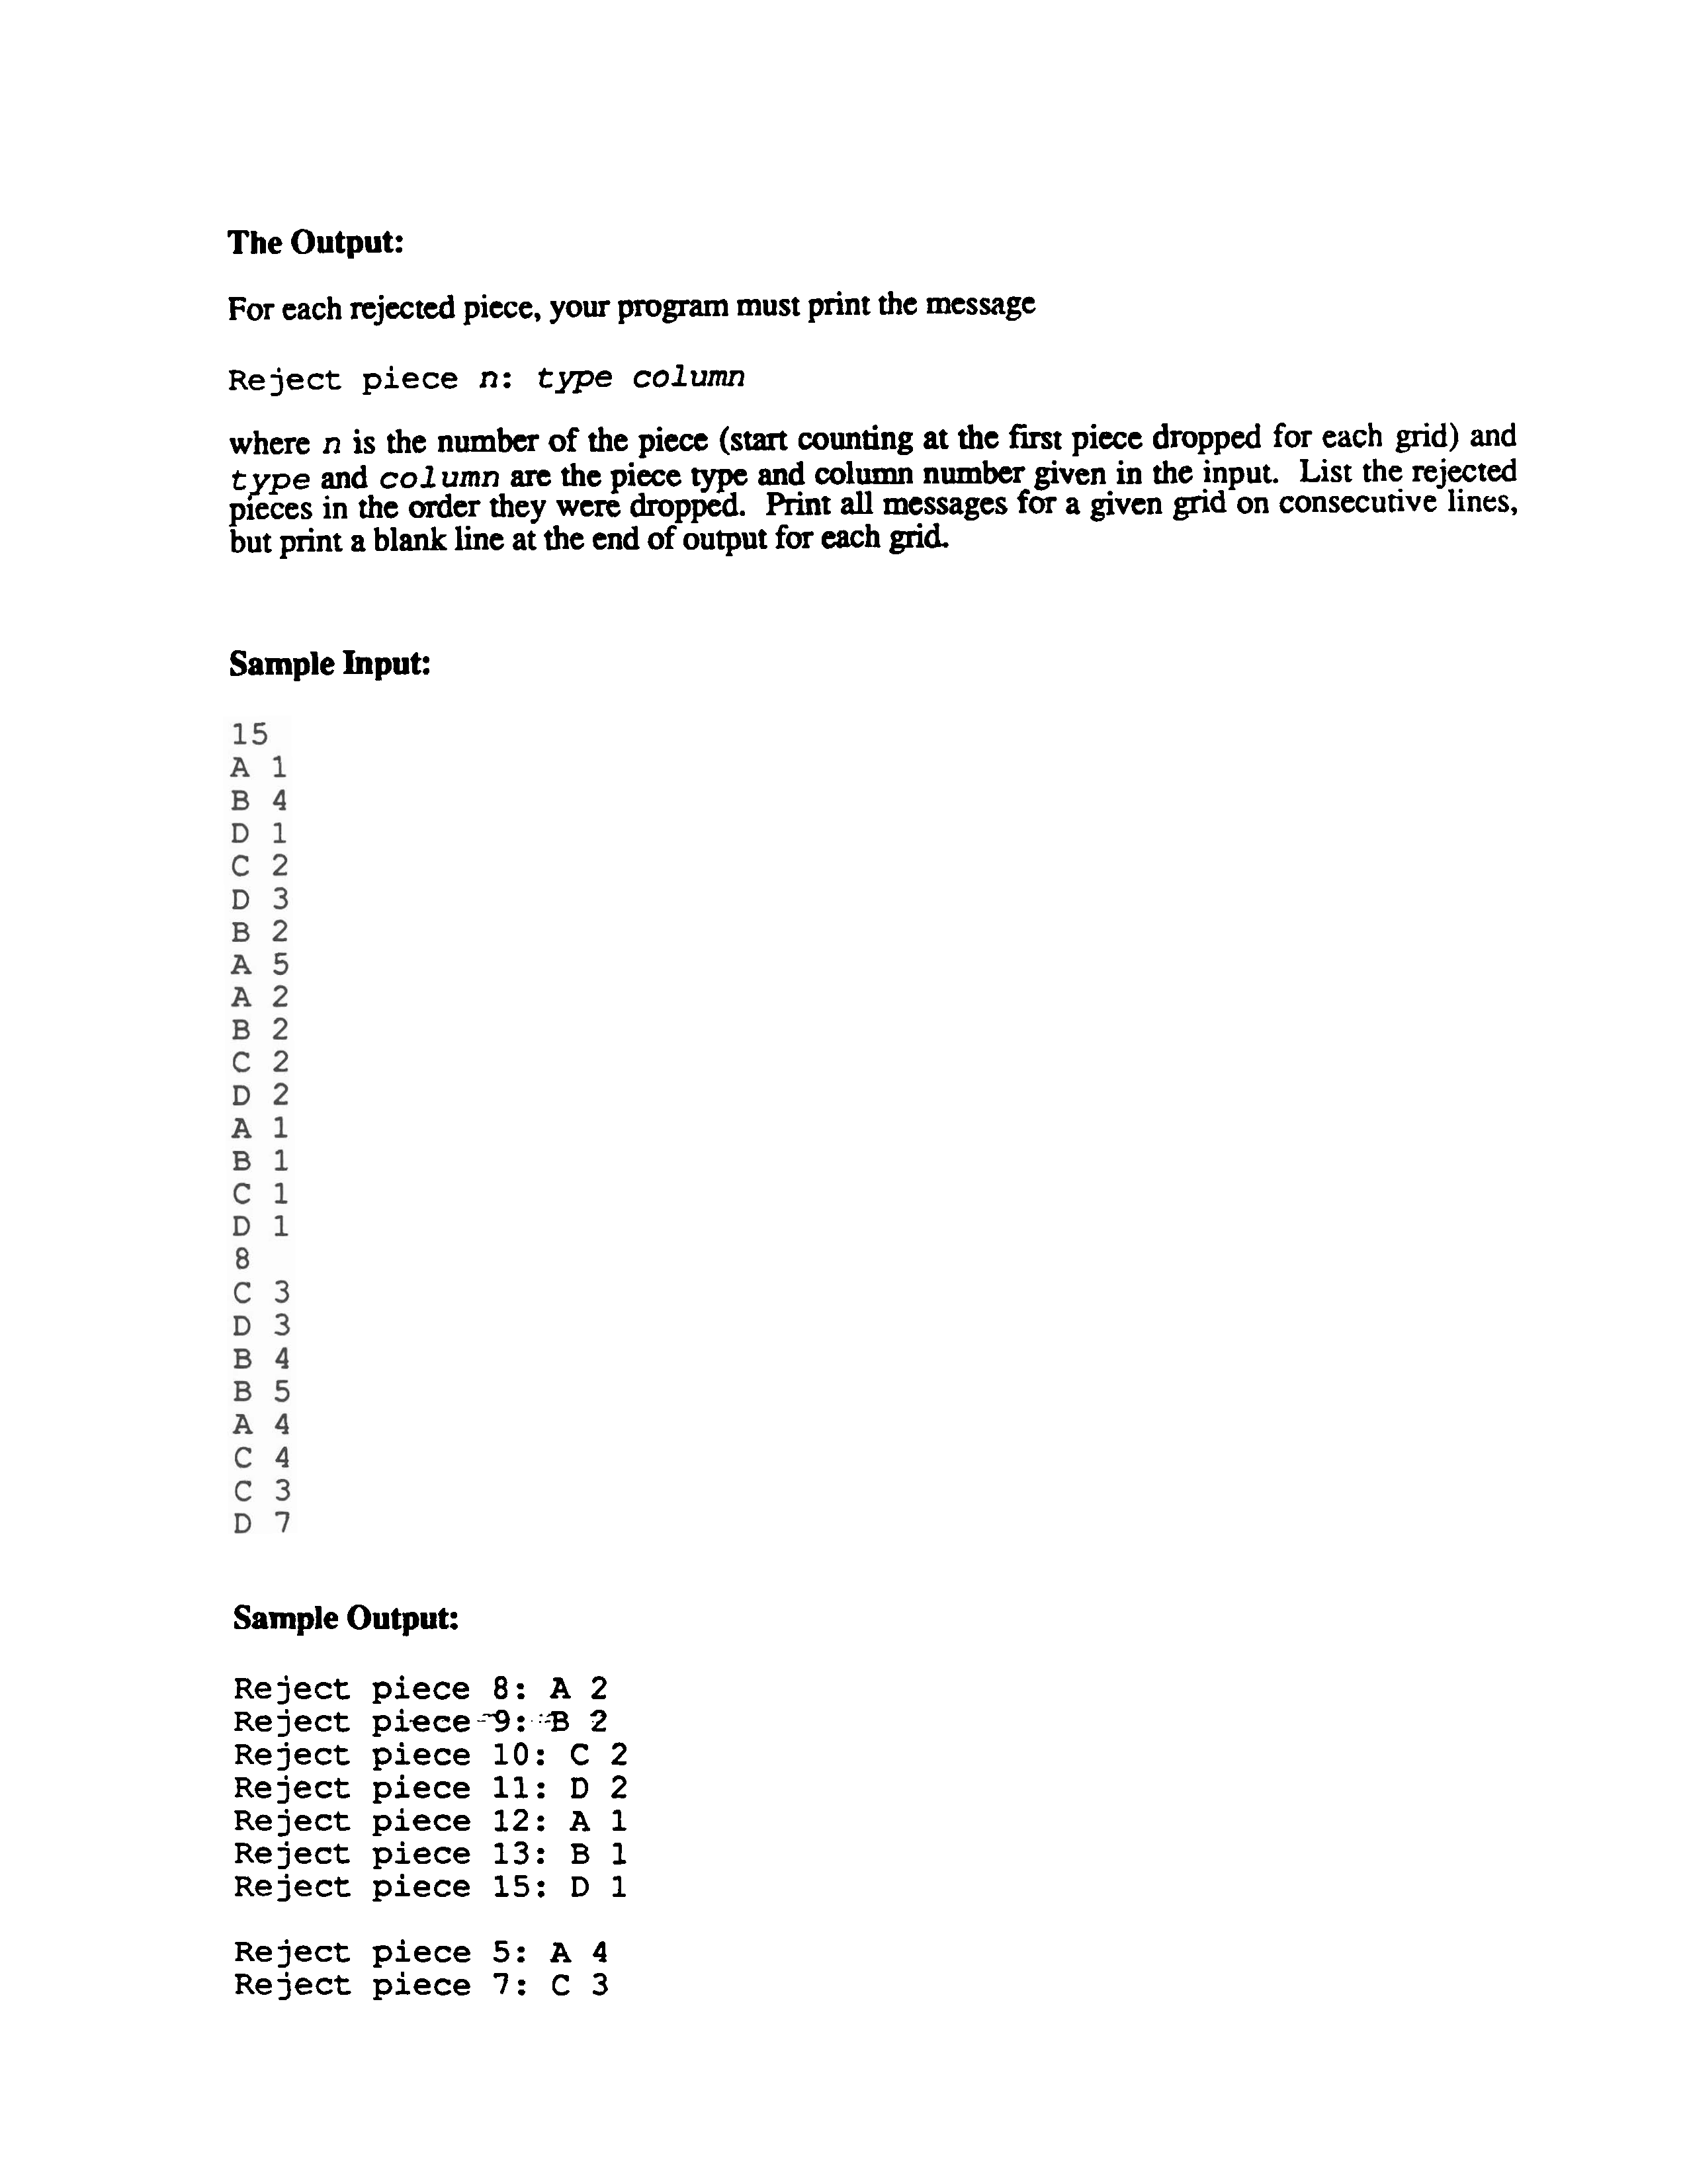 The Output:
For each rejected piece, your program must print the message
Reject piece n: type column
where n is the number of the piece (start counting at the first piece dropped for each grid) and
type and column are the piece type and column number given in the input. List the rejected
pieces in the order they were dropped. Print all messages for a given grid on consecutive lines,
but print a blank line at the end of output for each grid.
Sample Input:
15
A 1
B 4
D 1
C 2
D 3
B 2
A 5
A 2
B 2
C 2
D 2
A 1
B 1
C 1
D 1
8
C 3
D 3
B 4
B 5
A 4
C 4
C 3
D 7
Sample Output:
Reject piece 8: A 2
Reject piece 9: B 2
Reject piece 10: C 2
Reject piece 11: D 2
Reject piece 12: A 1
Reject piece 13: B 1
Reject piece 15: D 1
Reject piece 5: A 4
Reject piece 7: C 3